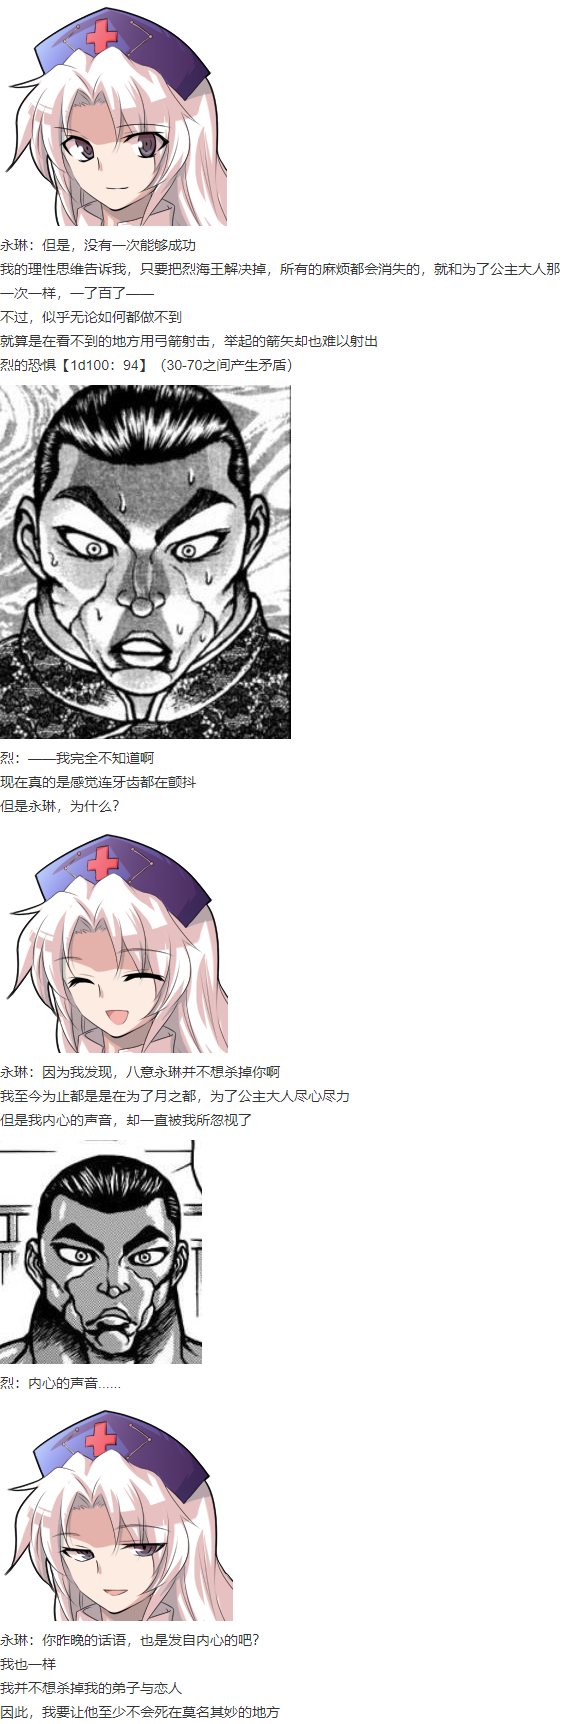 永琳：但是，没有一次能够成功
我的理性思维告诉我，只要把烈海王解决掉，所有的麻烦都会消失的，就和为了公主大人那
一次一样，一了百了——
不过，似乎无论如何都做不到
就算是在看不到的地方用弓箭射击，举起的箭矢却也难以射出
烈的恐惧【1d100：94】（30-70之间产生矛盾）
烈：——我完全不知道啊
现在真的是感觉连牙齿都在颤抖
但是永琳，为什么？
永琳：因为我发现，八意永琳并不想杀掉你啊
我至今为止都是是在为了月之都，为了公主大人尽心尽力
但是我内心的声音，却一直被我所忽视了
烈：内心的声音......
永琳：你昨晚的话语，也是发自内心的吧？
我也一样
我并不想杀掉我的弟子与恋人
因此，我要让他至少不会死在莫名其妙的地方